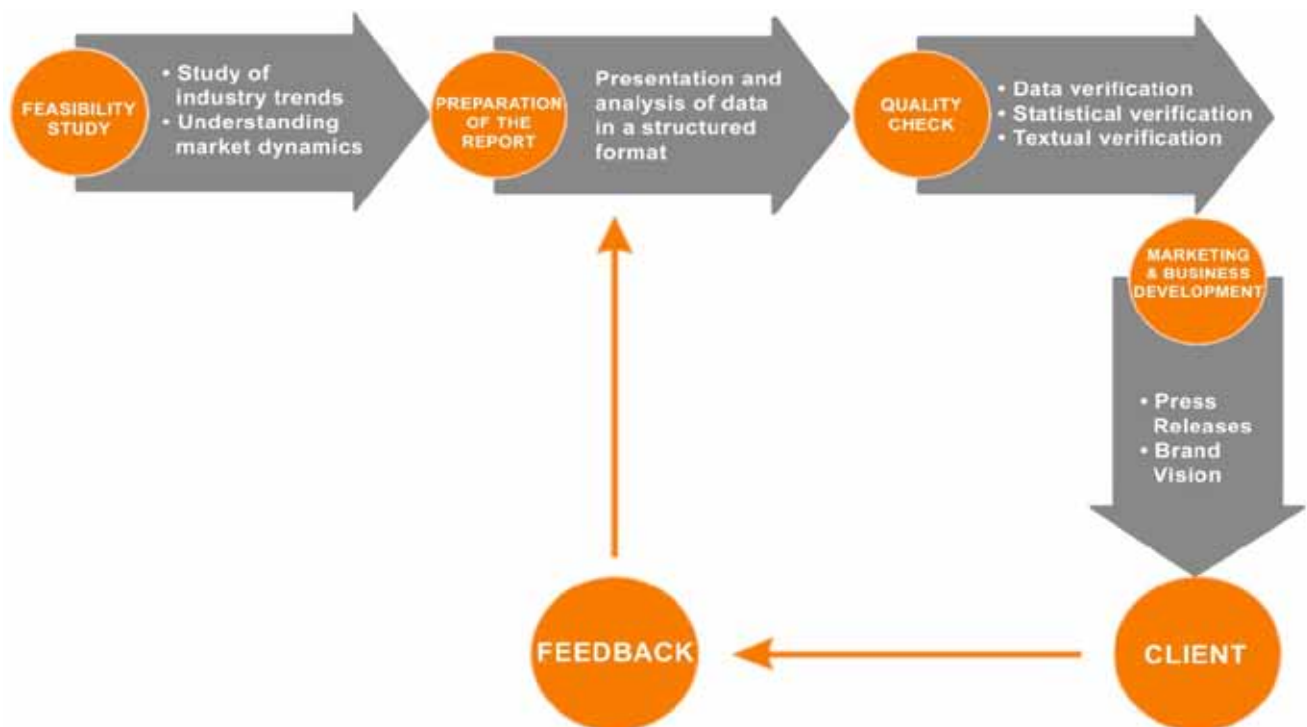 FEASIBILITY
STUDY
• Study of
industry trends
• Understanding
market dynamics
PREPARATION
OF THE
REPORT
Presentation and
analysis of data
in a structured
format
QUALITY
CHECK
• Data verification
• Statistical verification
• Textual verification
MARKETING
& BUSINESS
DEVELOPMENT
• Press
Releases
• Brand
Vision
FEEDBACK
CLIENT